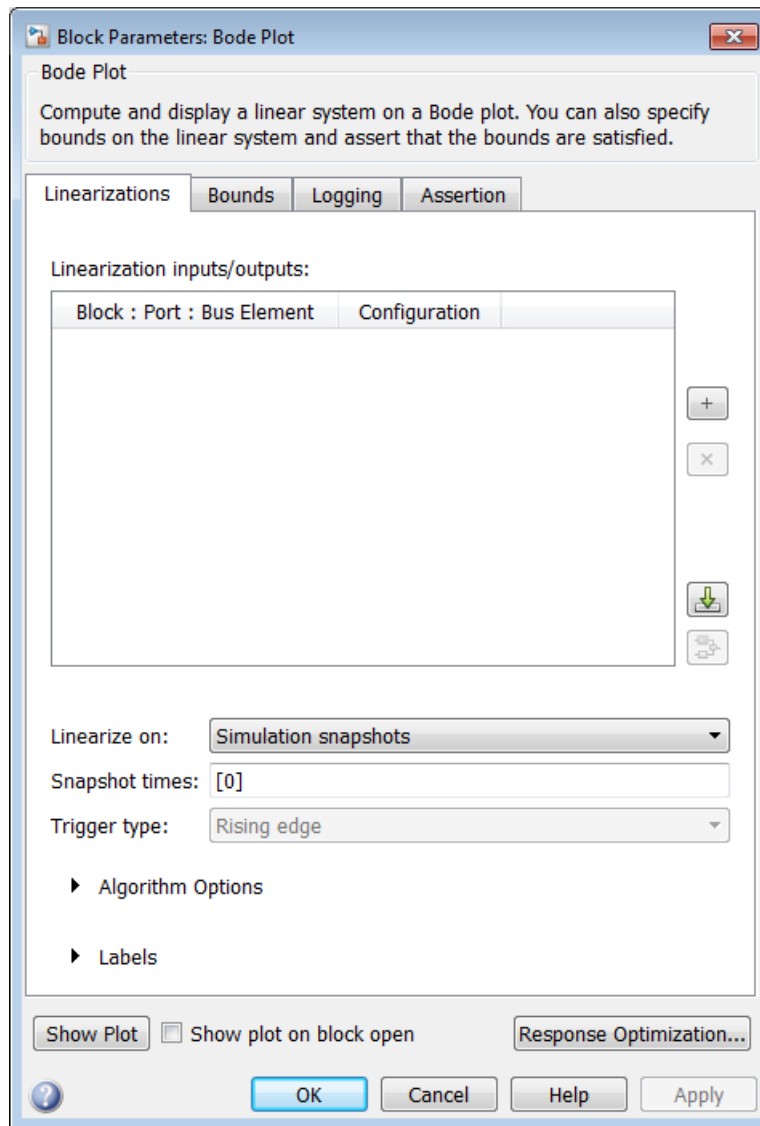 Block Parameters: Bode Plot
Bode Plot
Compute and display a linear system on a Bode plot. You can also specify
bounds on the linear system and assert that the bounds are satisfied.
Linearizations Bounds Logging Assertion
Linearization inputs/outputs:
Block : Port : Bus Element Configuration
Linearize on: Simulation snapshots
Snapshot times: [0]
Trigger type: Rising edge
Algorithm Options
Labels
Show Plot Show plot on block open Response Optimization...
OK Cancel Help Apply